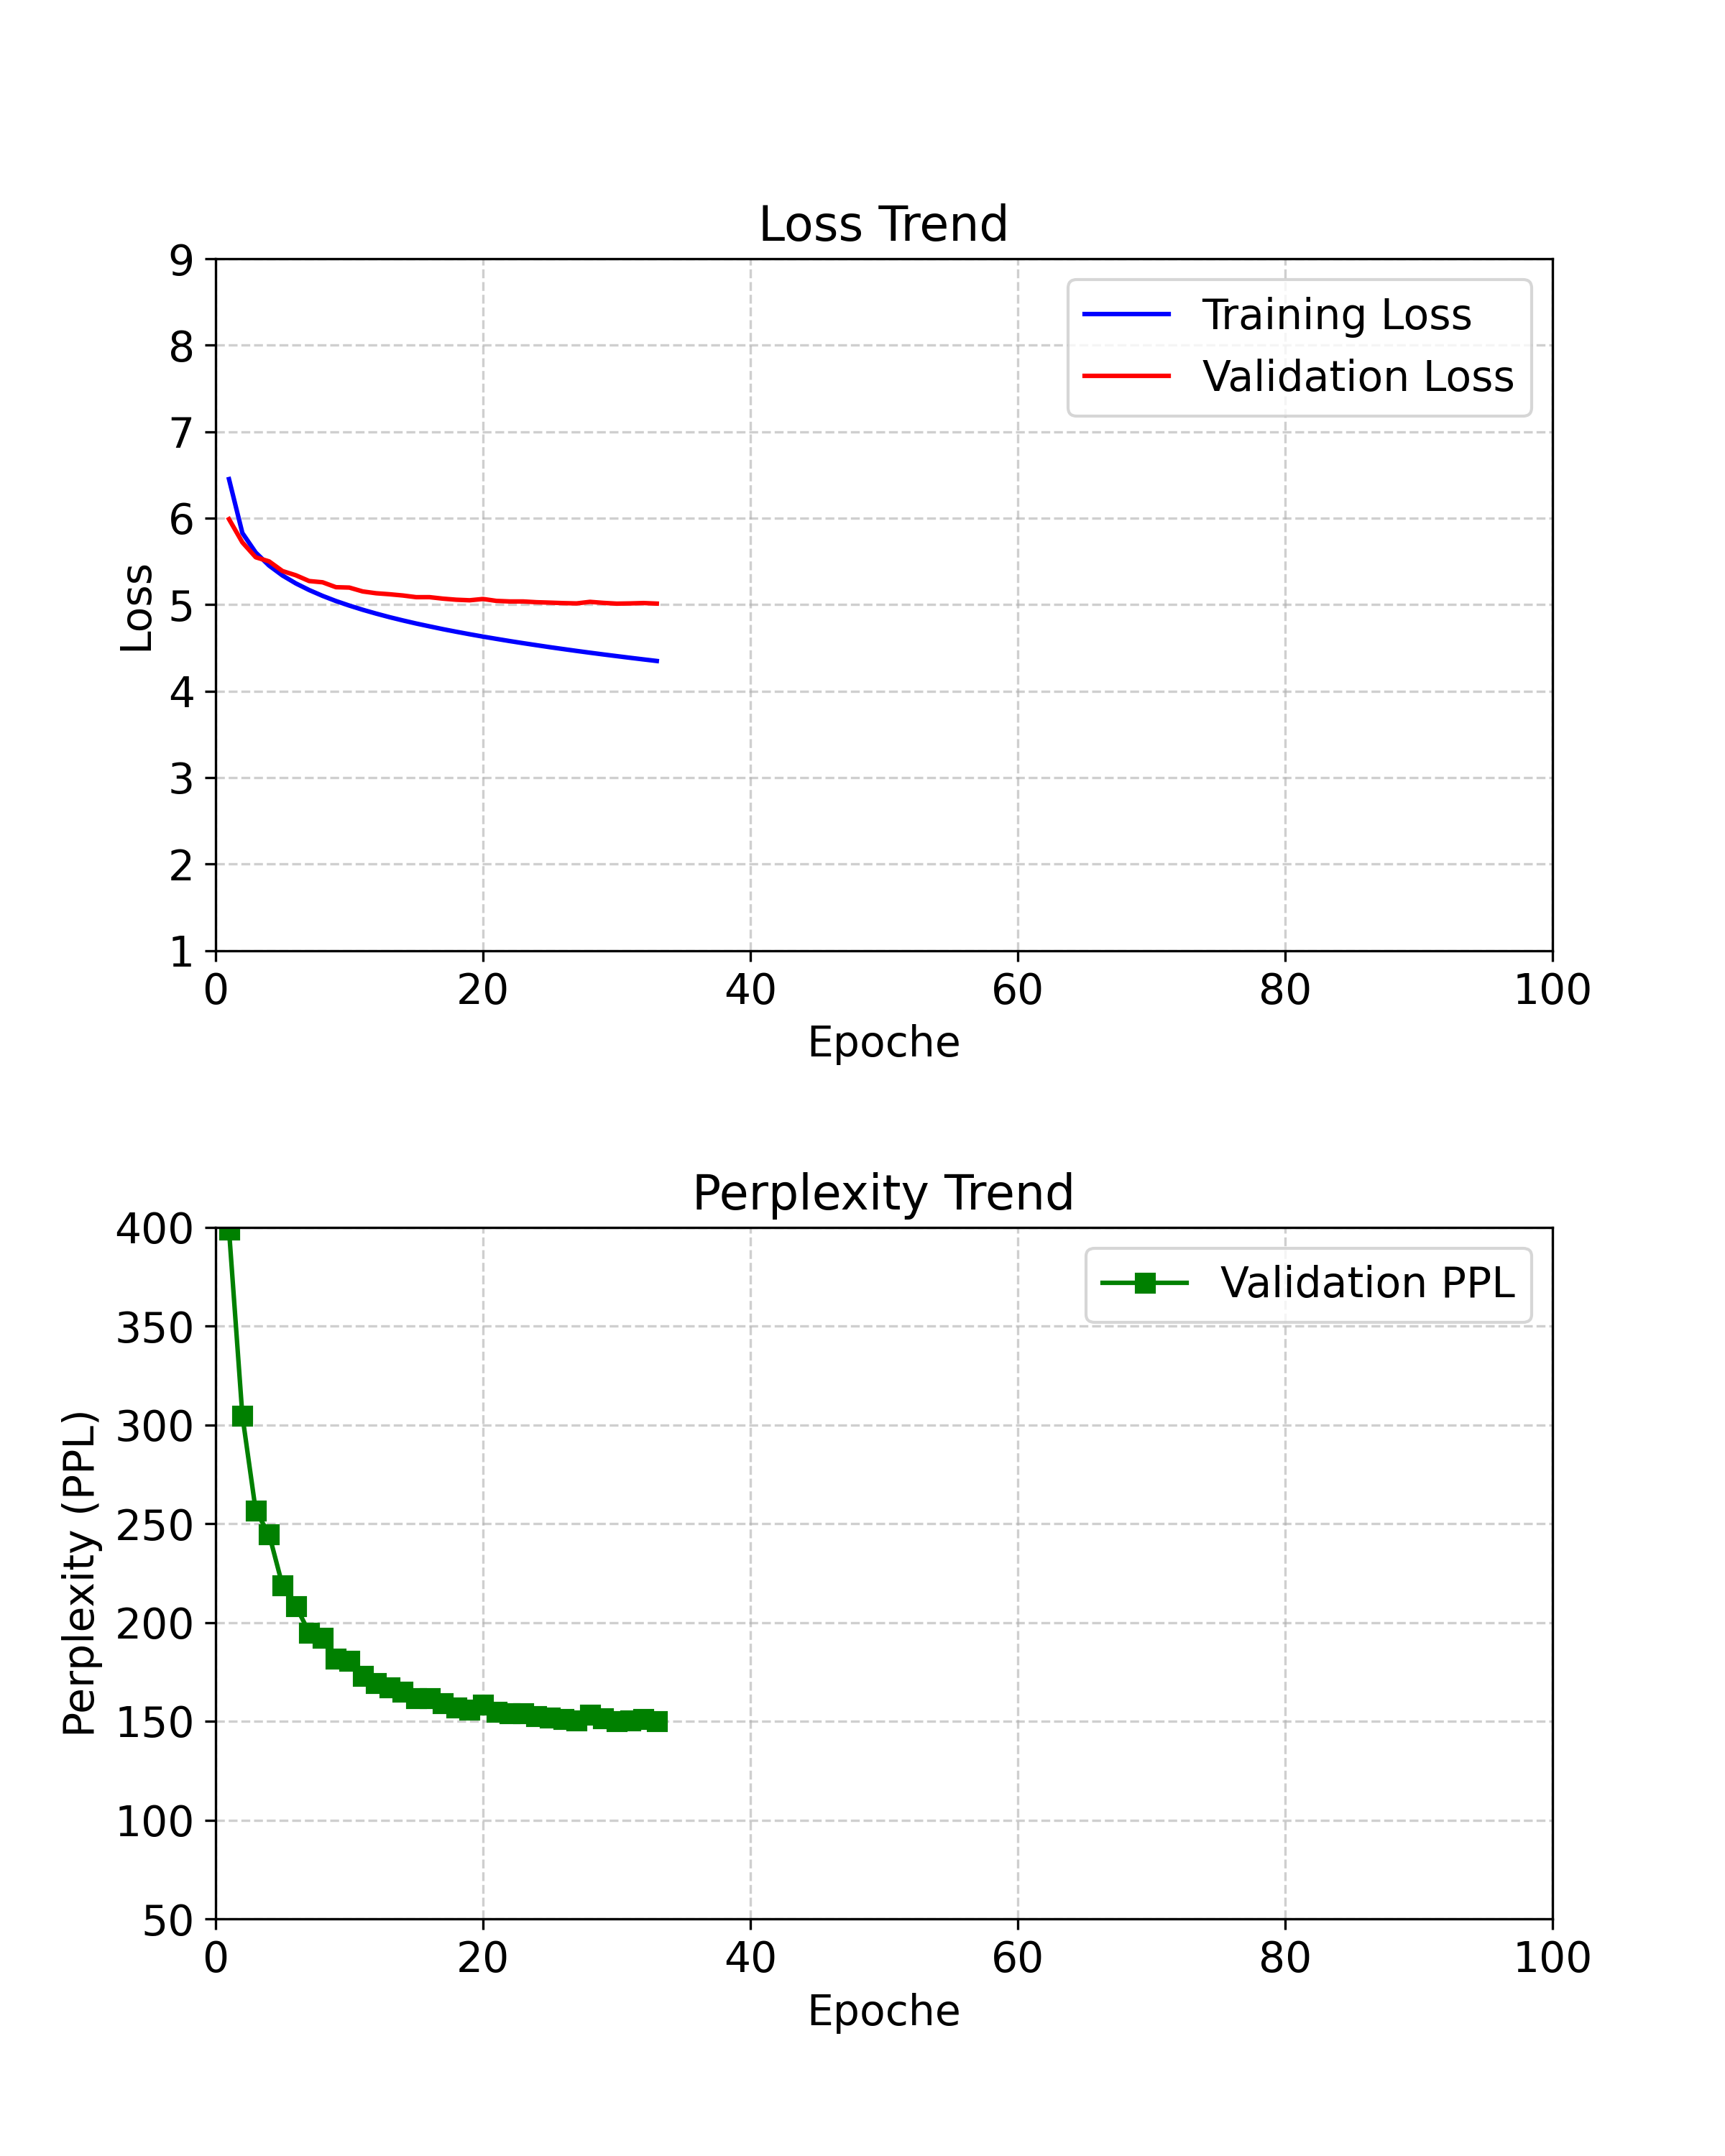 Loss Trend
9
8
7
6
5
4
3
2
1
Loss
Training Loss
Validation Loss
0 20 40 60 80 100
Epoche
Perplexity Trend
400
350
300
250
200
150
100
50
Perplexity (PPL)
Validation PPL
0 20 40 60 80 100
Epoche